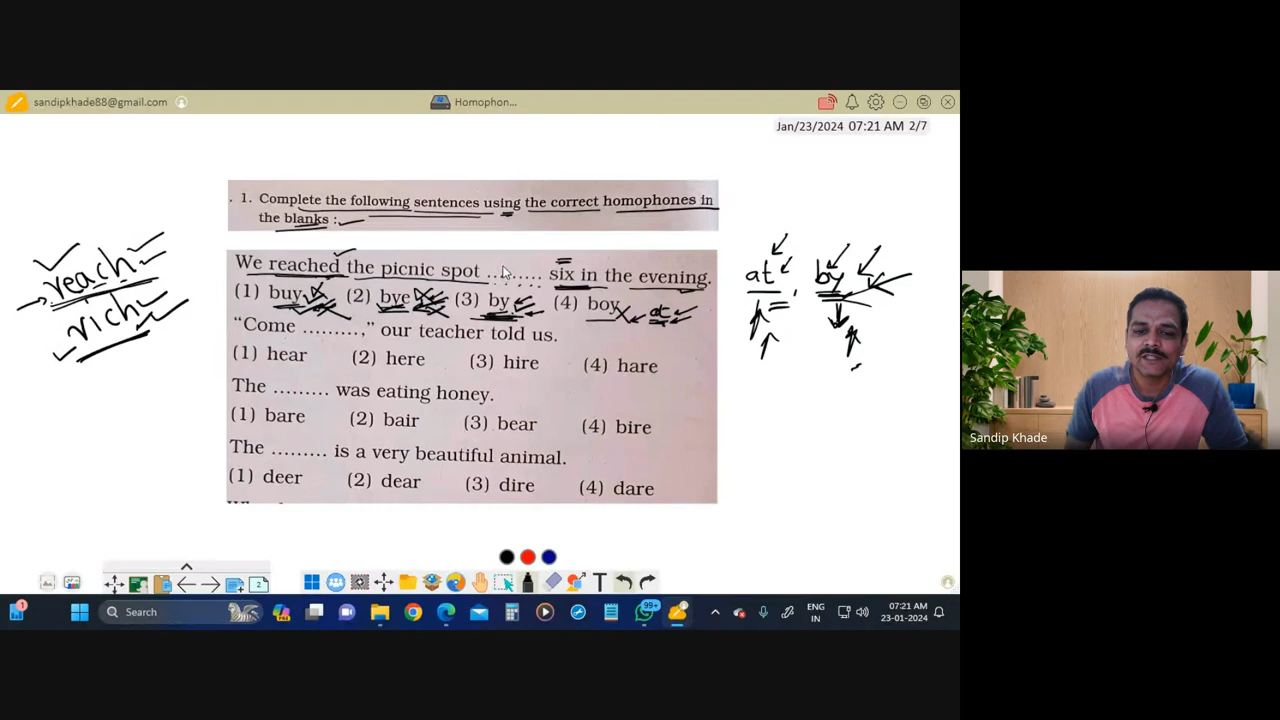 sandipkhade88@gmail.com
Homophon...
Jan/23/2024 07:21 AM 2/7
. 1. Complete the following sentences using the correct homophones in
the blanks :
We reached the picnic spot ......... six in the evening.
(1) buy (2) bye (3) by (4) boy
at
"Come .........," our teacher told us.
(1) hear (2) here (3) hire (4) hare
The ......... was eating honey.
(1) bare (2) bair (3) bear (4) bire
The ......... is a very beautiful animal.
(1) deer (2) dear (3) dire (4) dare
reach
rich
at , by
Sandip Khade
Search
99+
ENG
IN
07:21 AM
23-01-2024